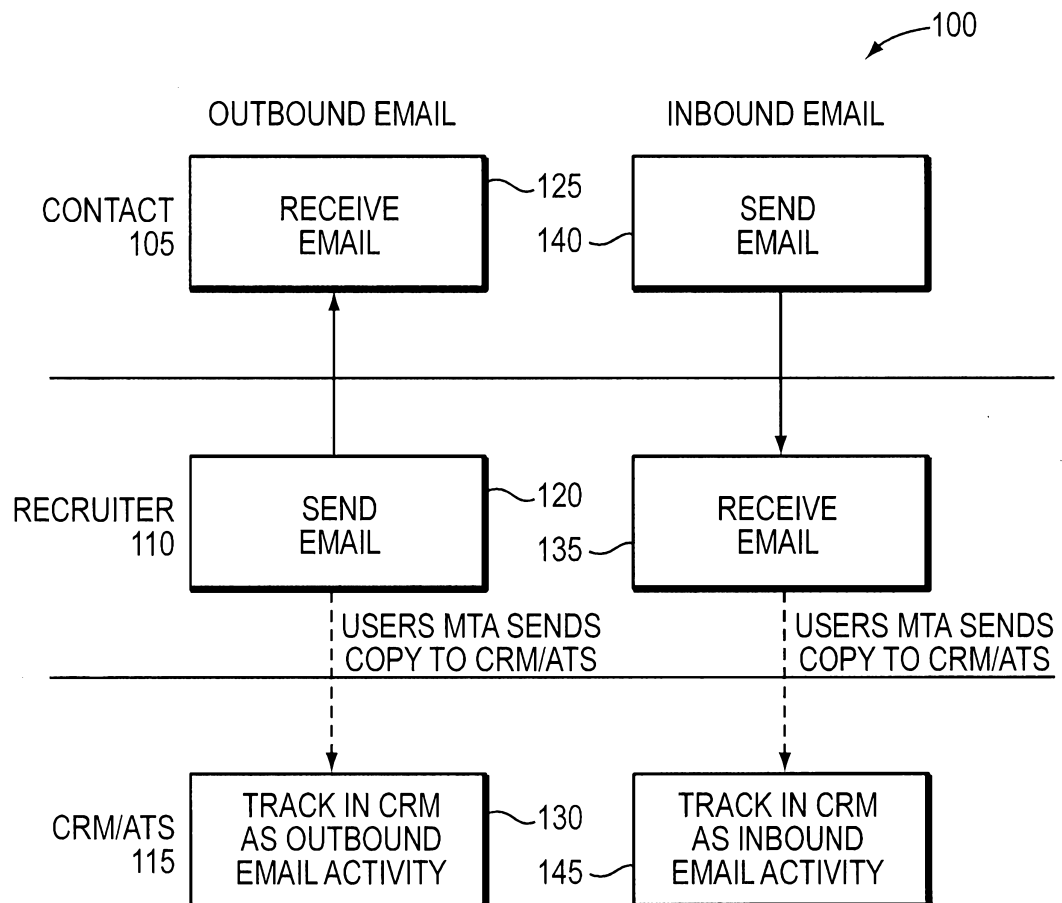 100
OUTBOUND EMAIL
INBOUND EMAIL
CONTACT
105
RECEIVE
EMAIL
125
140
SEND
EMAIL
RECRUITER
110
SEND
EMAIL
120
135
RECEIVE
EMAIL
USERS MTA SENDS
COPY TO CRM/ATS
USERS MTA SENDS
COPY TO CRM/ATS
CRM/ATS
115
TRACK IN CRM
AS OUTBOUND
EMAIL ACTIVITY
130
145
TRACK IN CRM
AS INBOUND
EMAIL ACTIVITY